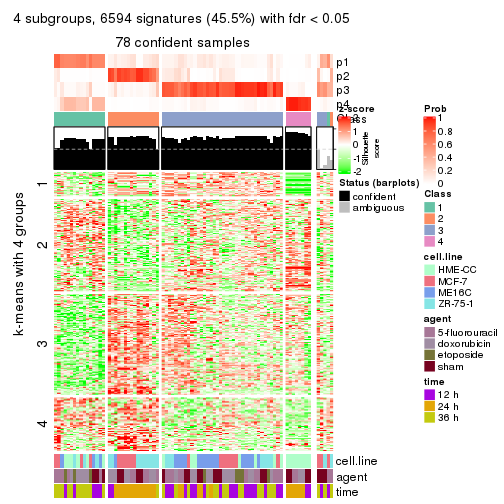 4 subgroups, 6594 signatures (45.5%) with fdr < 0.05
78 confident samples
p1
p2
p3
p4
Class
z-score
2
1
0
-1
-2
Silhouette
score
k-means with 4 groups
1
2
3
4
cell.line
agent
time
Status (barplots)
confident
ambiguous
Prob
1
0.8
0.6
0.4
0.2
0
Class
1
2
3
4
cell.line
HME-CC
MCF-7
ME16C
ZR-75-1
agent
5-fluorouracil
doxorubicin
etoposide
sham
time
12 h
24 h
36 h